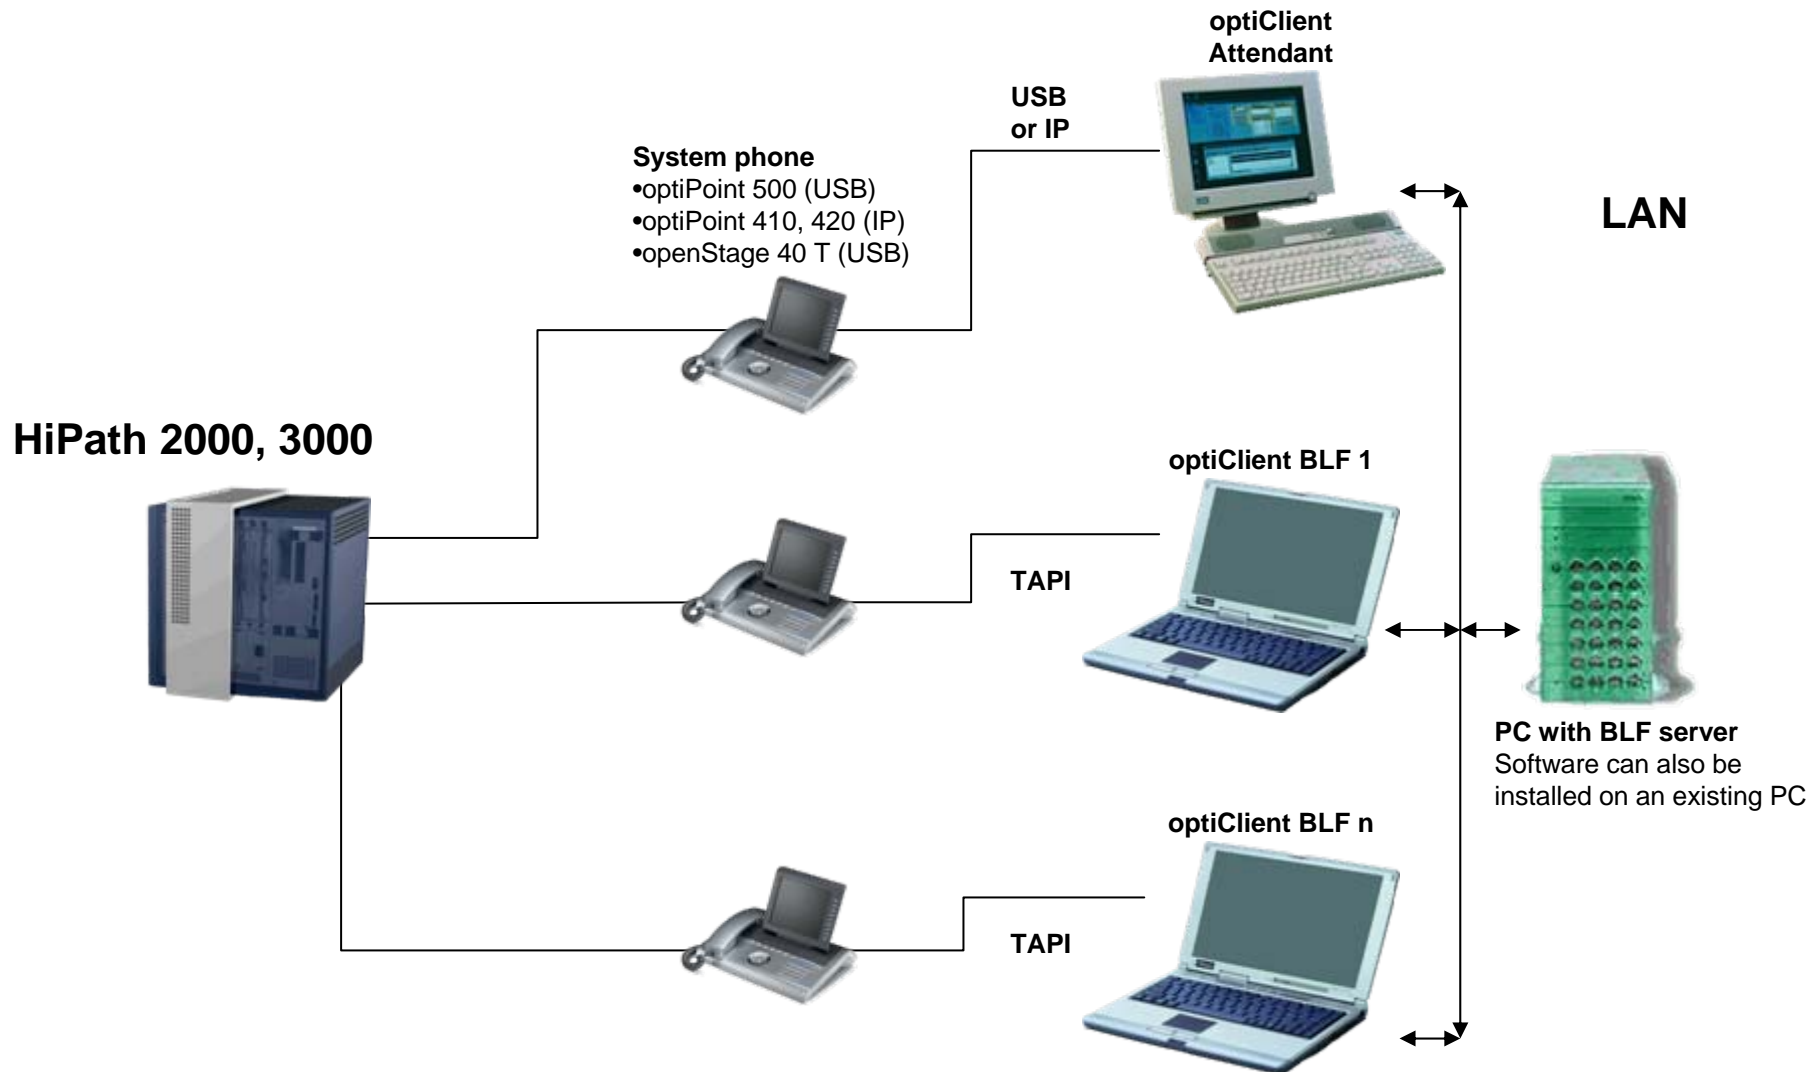 optiClient
Attendant
USB
or IP
System phone
•optiPoint 500 (USB)
•optiPoint 410, 420 (IP)
•openStage 40 T (USB)
LAN
HiPath 2000, 3000
optiClient BLF 1
TAPI
PC with BLF server
Software can also be
installed on an existing PC
optiClient BLF n
TAPI